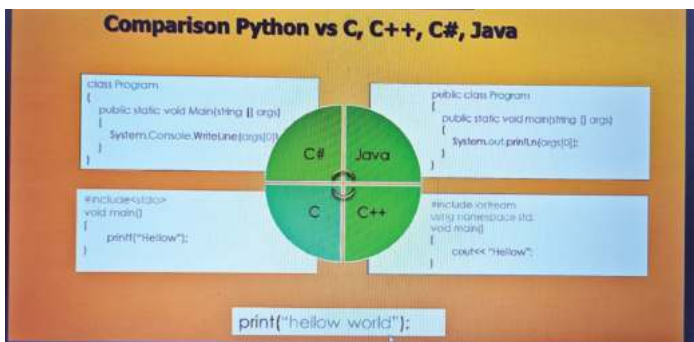 Comparison Python vs C, C++, C#, Java
class Program
{
public static void Main(string [] args)
{
System.Console.WriteLine(args[0])
}
}
public class Program
{
public static void main(string [] args)
{
System.out.printLn(args[0]);
}
}
C#
Java
C
C++
#include<stdio>
void main()
{
printf("Hellow");
}
#include iostream
using namespace std;
void main()
{
cout<< "Hellow";
}
print("hellow world");